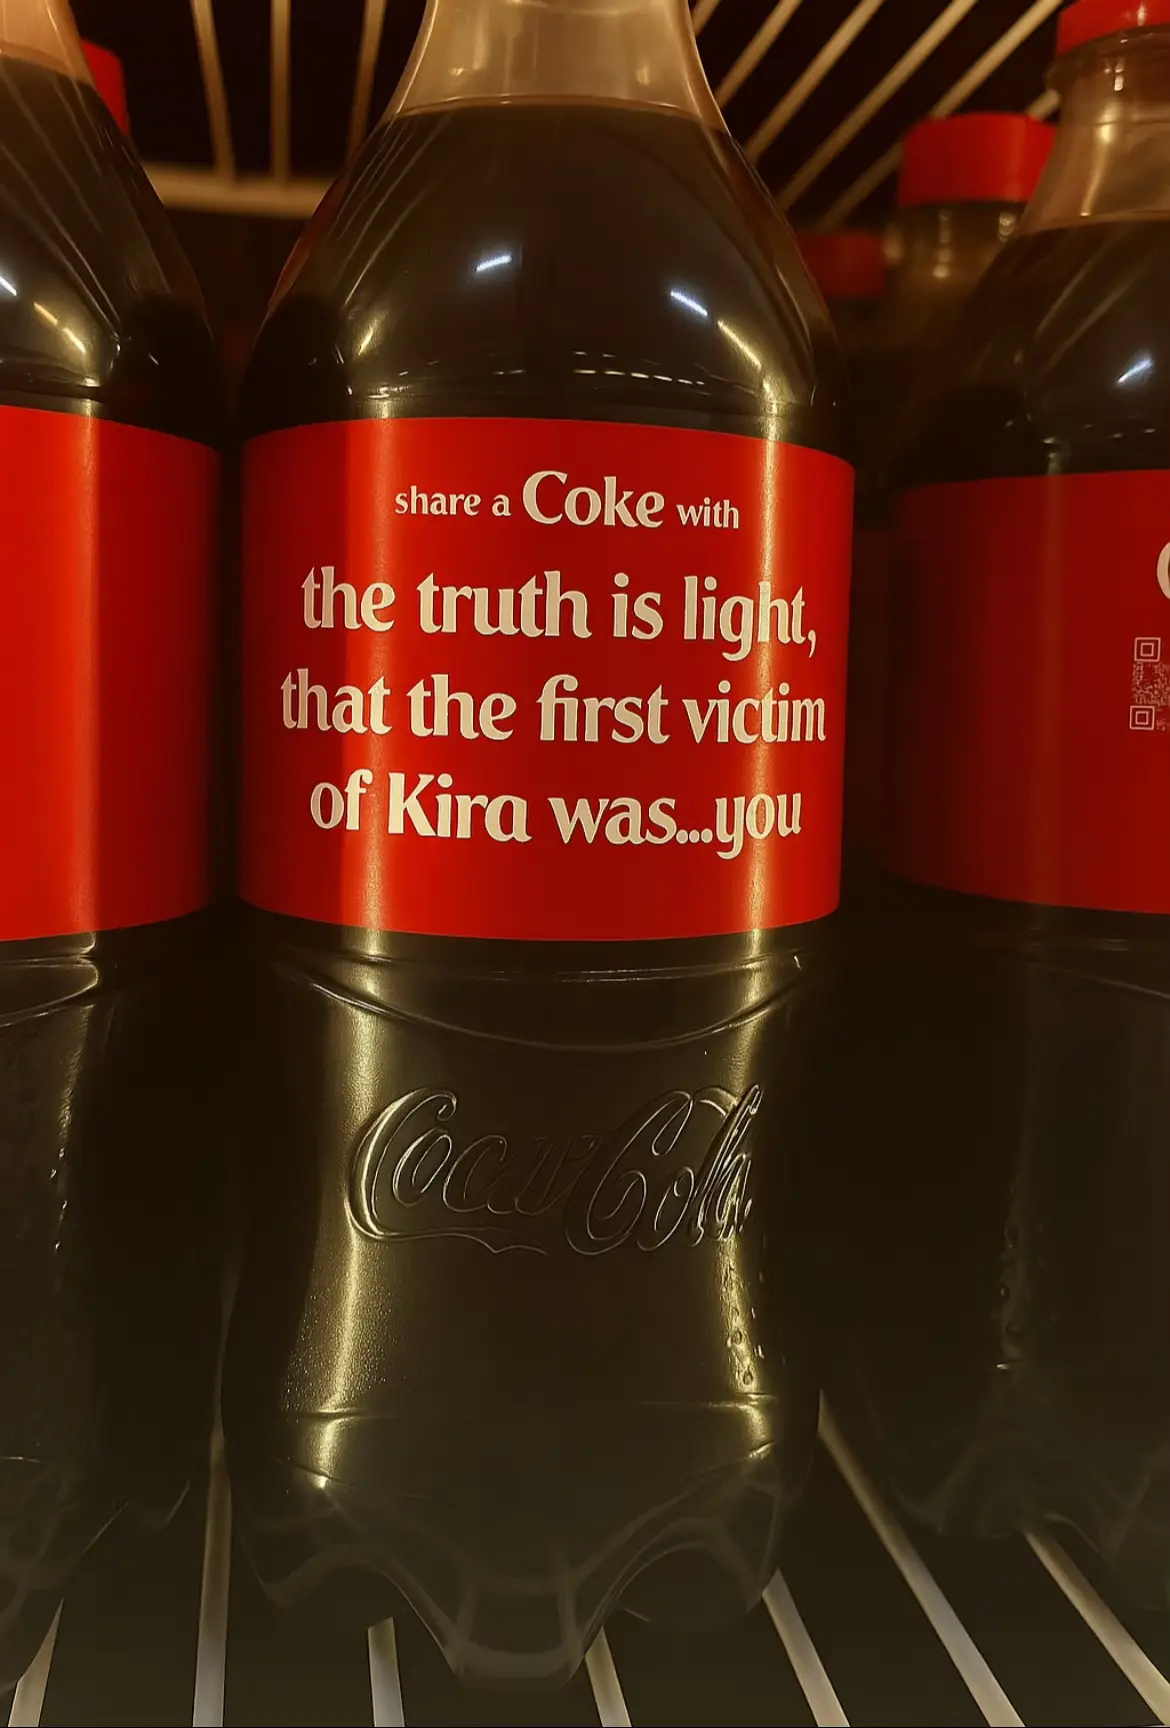 share a Coke with
the truth is light,
that the first victim
of Kira was...you
Coca-Cola